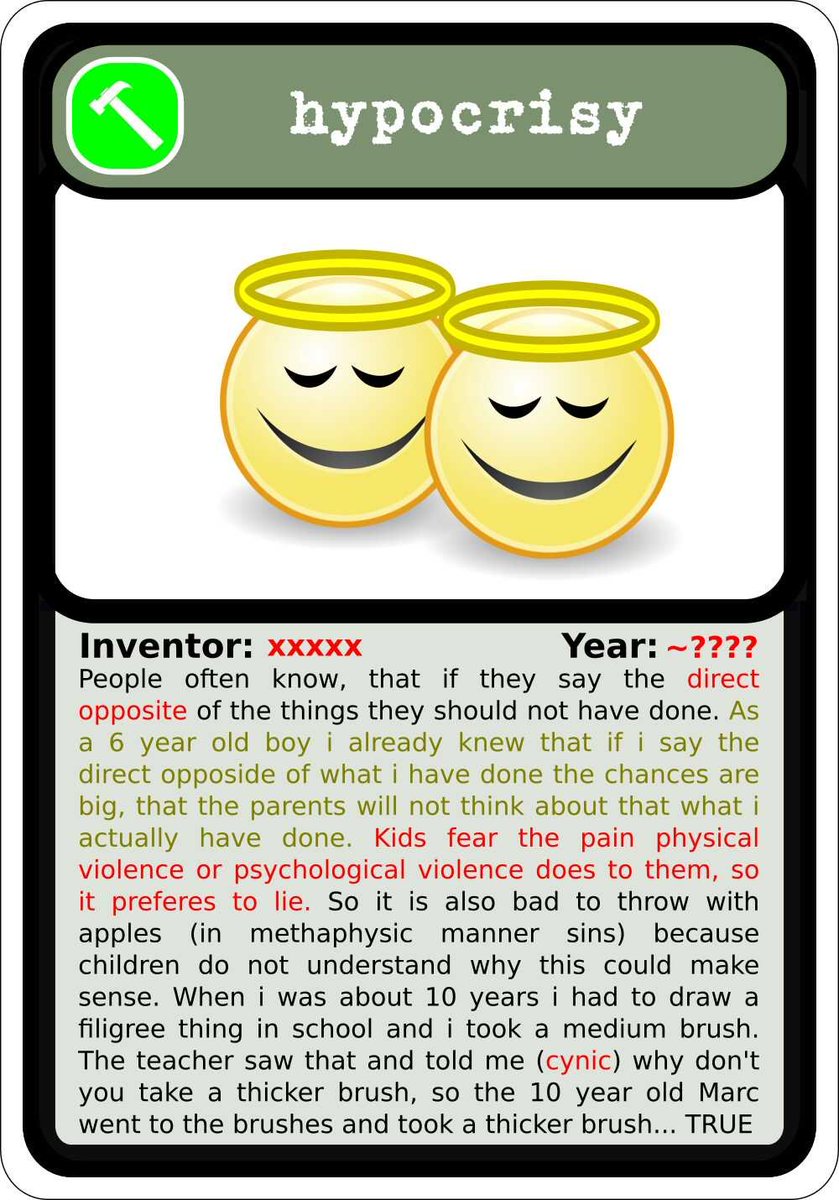 hypocrisy
Inventor: xxxxx Year: ~????
People often know, that if they say the direct
opposite of the things they should not have done. As
a 6 year old boy i already knew that if i say the
direct opposide of what i have done the chances are
big, that the parents will not think about that what i
actually have done. Kids fear the pain physical
violence or psychological violence does to them, so
it preferes to lie. So it is also bad to throw with
apples (in methaphysic manner sins) because
children do not understand why this could make
sense. When i was about 10 years i had to draw a
filigree thing in school and i took a medium brush.
The teacher saw that and told me (cynic) why don't
you take a thicker brush, so the 10 year old Marc
went to the brushes and took a thicker brush... TRUE